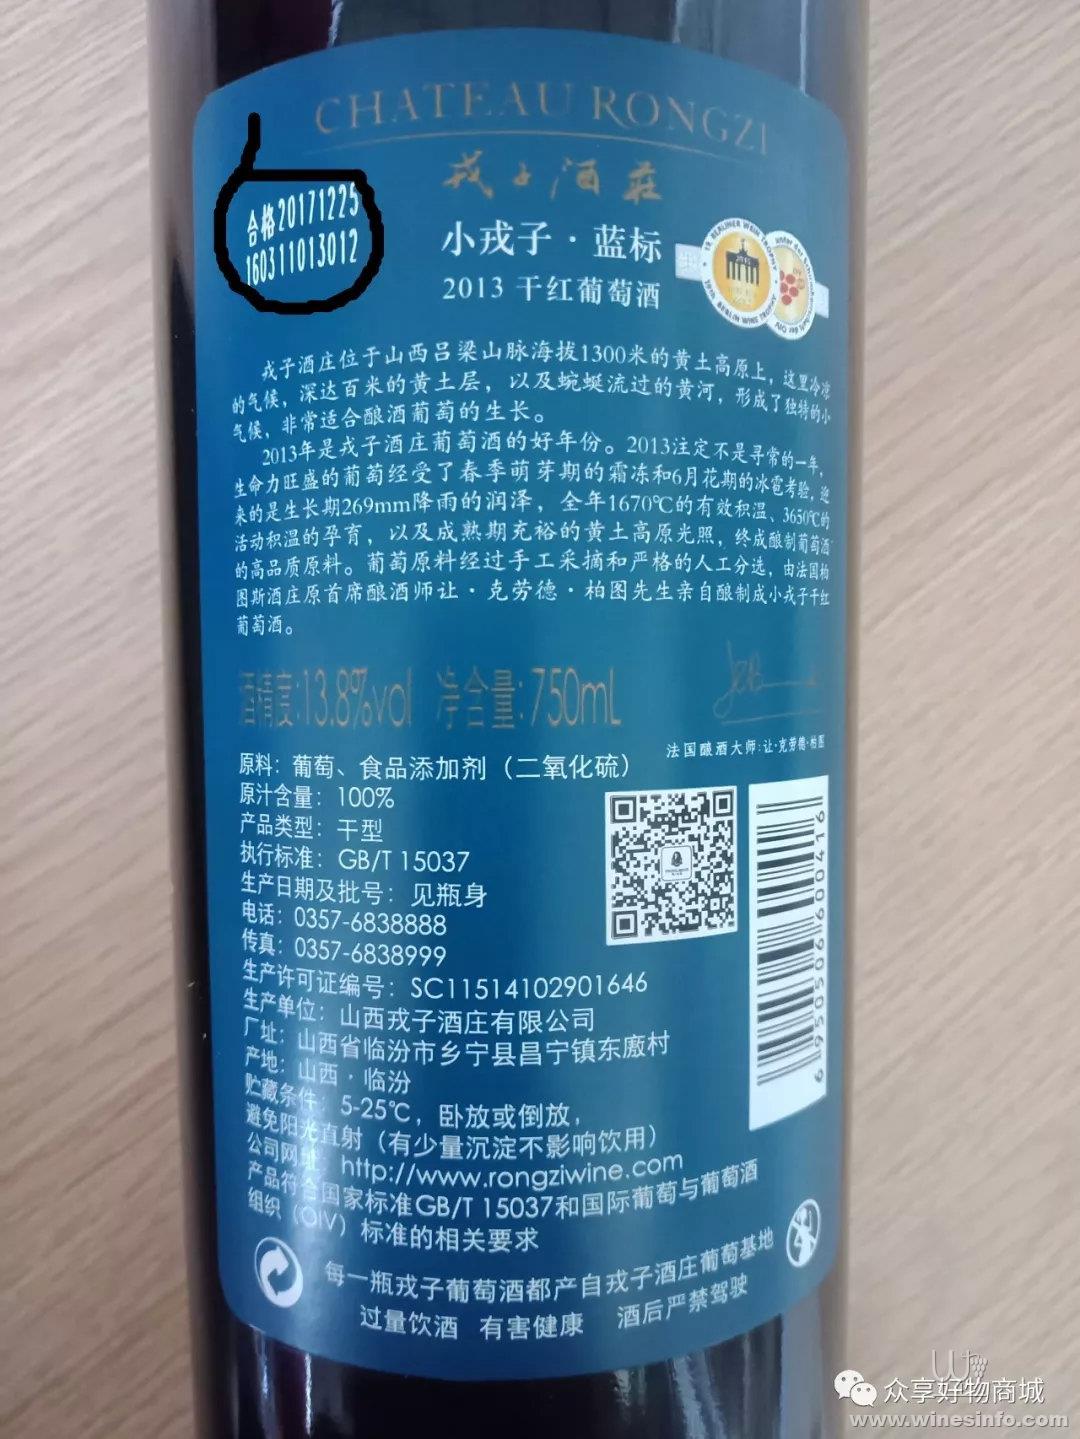 CHATEAU RONGZI
戎子酒庄
合格20171225
160311013012
小戎子·蓝标
2013 干红葡萄酒
戎子酒庄位于山西吕梁山脉海拔1300米的黄土高原上，这里冷凉
的气候，深达百米的黄土层，以及蜿蜒流过的黄河，形成了独特的小
气候，非常适合酿酒葡萄的生长。
2013年是戎子酒庄葡萄酒的好年份。2013注定不是寻常的一年，
生命力旺盛的葡萄经受了春季萌芽期的霜冻和6月花期的冰雹考验。迎
来的是生长期269mm降雨的润泽，全年1670℃的有效积温、3650℃的
活动积温的孕育，以及成熟期充裕的黄土高原光照，终成酿制葡萄酒
的高品质原料。葡萄原料经过手工采摘和严格的人工分选，由法国柏
图斯酒庄原首席酿酒师让·克劳德·柏图先生亲自酿制成小戎子干红
葡萄酒。
酒精度:13.8%vol 净含量:750mL
法国酿酒大师:让·克劳德·柏图
原料：葡萄、食品添加剂（二氧化硫）
原汁含量：100%
产品类型：干型
执行标准：GB/T 15037
生产日期及批号：见瓶身
电话：0357-6838888
传真：0357-6838999
生产许可证编号：SC11514102901646
生产单位：山西戎子酒庄有限公司
厂址：山西省临汾市乡宁县昌宁镇东廒村
产地：山西·临汾
贮藏条件：5-25℃，卧放或倒放，
避免阳光直射（有少量沉淀不影响饮用）
公司网址：http://www.rongziwine.com
产品符合国家标准GB/T 15037和国际葡萄与葡萄酒
组织（OIV）标准的相关要求
6950506600416
每一瓶戎子葡萄酒都产自戎子酒庄葡萄基地
过量饮酒 有害健康 酒后严禁驾驶
众享好物商城
www.winesinfo.com